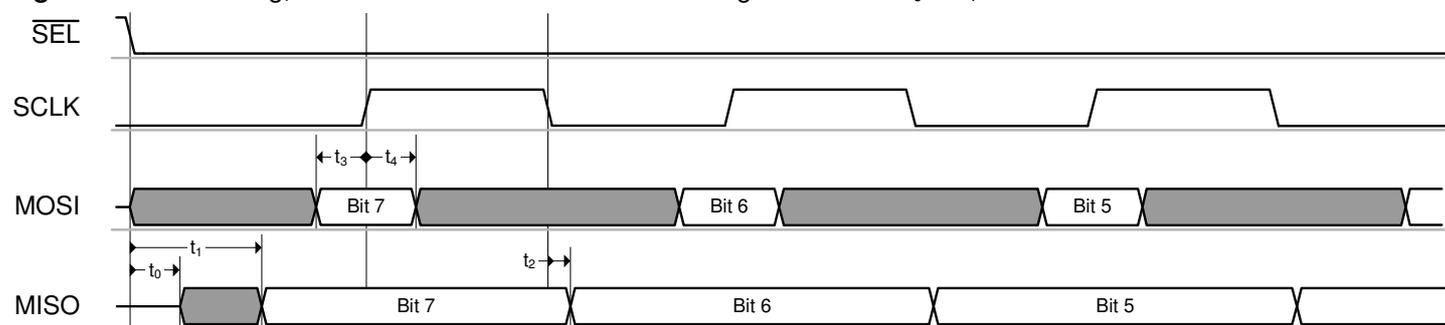 SEL
SCLK
t3 t4
MOSI Bit 7 Bit 6 Bit 5
t1
t0 t2
MISO Bit 7 Bit 6 Bit 5